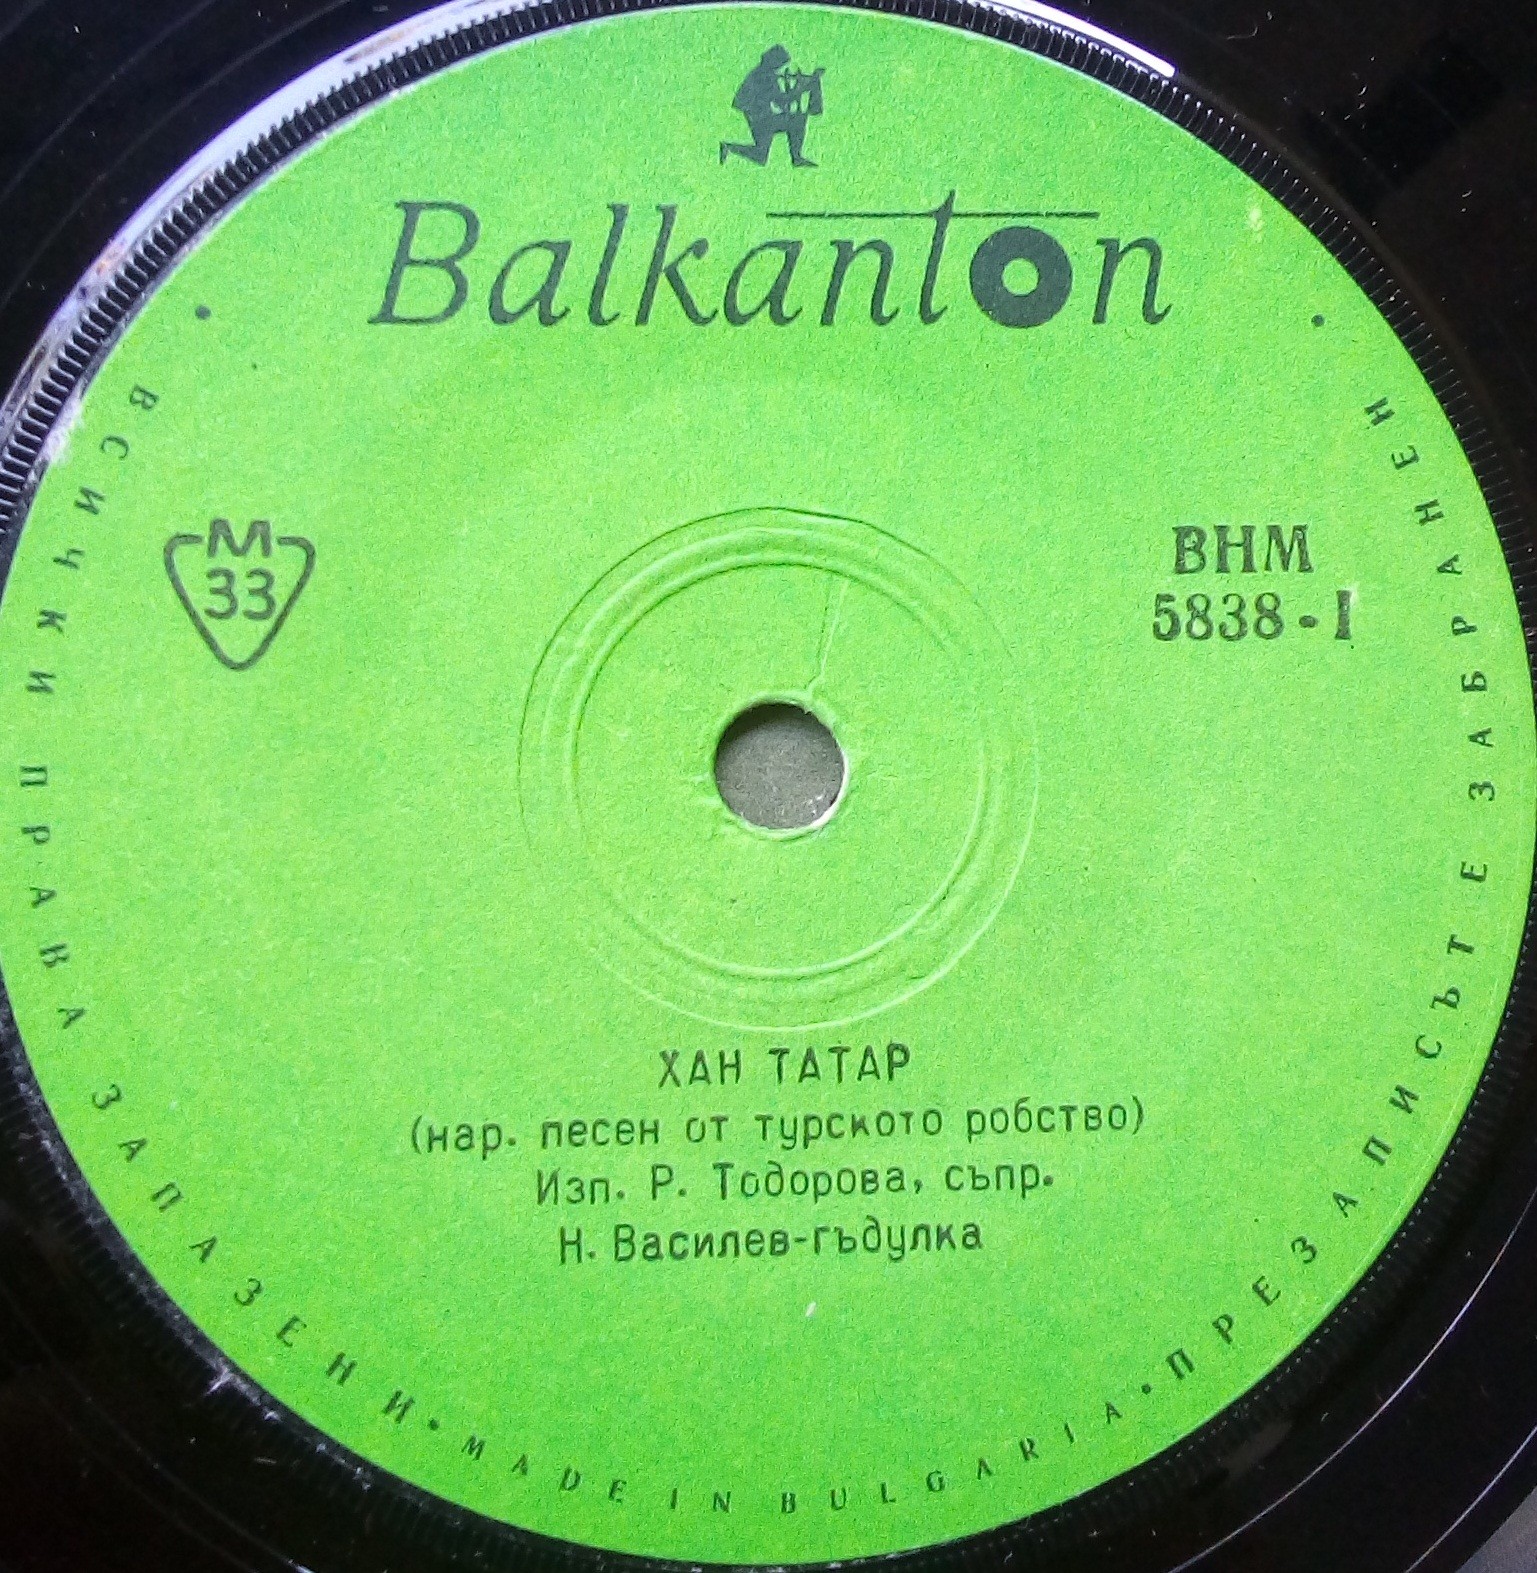 Balkanton
M
33
ВНМ
5838·I
ХАН ТАТАР
(нар. песен от турското робство)
Изп. Р. Тодорова, съпр.
Н. Василев-гъдулка
• ВСИЧКИ ПРАВА ЗАПАЗЕНИ • MADE IN BULGARIA • ПРЕЗАПИСЪТ Е ЗАБРАНЕН •